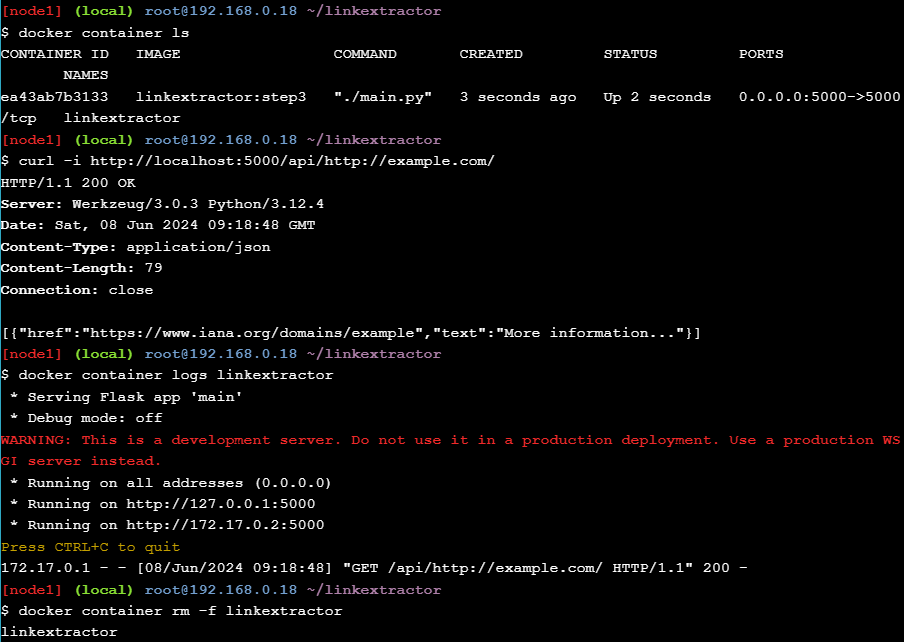 [node1] (local) root@192.168.0.18 ~/linkextractor
$ docker container ls
CONTAINER ID   IMAGE                 COMMAND       CREATED         STATUS         PORTS
       NAMES
ea43ab7b3133   linkextractor:step3   "./main.py"   3 seconds ago   Up 2 seconds   0.0.0.0:5000->5000
/tcp   linkextractor
[node1] (local) root@192.168.0.18 ~/linkextractor
$ curl -i http://localhost:5000/api/http://example.com/
HTTP/1.1 200 OK
Server: Werkzeug/3.0.3 Python/3.12.4
Date: Sat, 08 Jun 2024 09:18:48 GMT
Content-Type: application/json
Content-Length: 79
Connection: close

[{"href":"https://www.iana.org/domains/example","text":"More information..."}]
[node1] (local) root@192.168.0.18 ~/linkextractor
$ docker container logs linkextractor
 * Serving Flask app 'main'
 * Debug mode: off
WARNING: This is a development server. Do not use it in a production deployment. Use a production WS
GI server instead.
 * Running on all addresses (0.0.0.0)
 * Running on http://127.0.0.1:5000
 * Running on http://172.17.0.2:5000
Press CTRL+C to quit
172.17.0.1 - - [08/Jun/2024 09:18:48] "GET /api/http://example.com/ HTTP/1.1" 200 -
[node1] (local) root@192.168.0.18 ~/linkextractor
$ docker container rm -f linkextractor
linkextractor